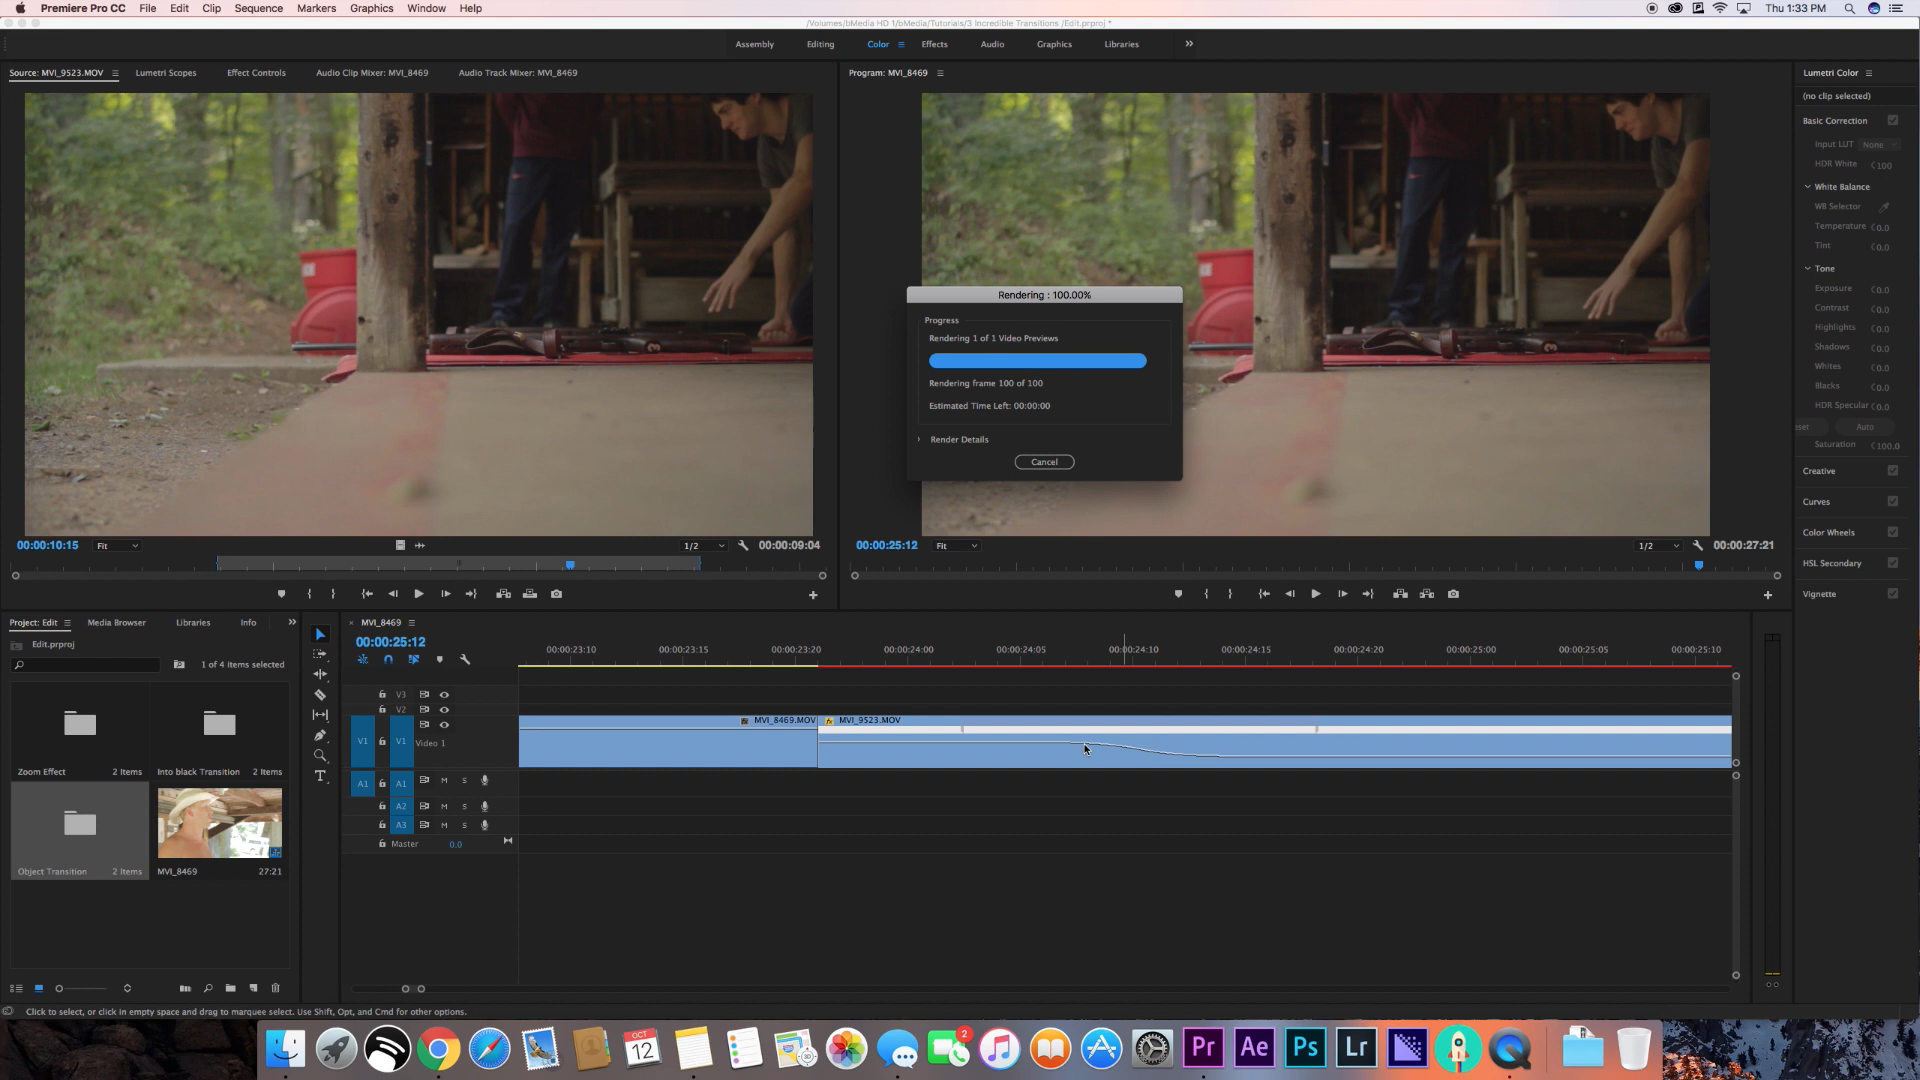 Premiere Pro CC File Edit Clip Sequence Markers Graphics Window Help Thu 1:33 PM
/Volumes/bMedia HD 1/bMedia/Tutorials/3 Incredible Transitions /Edit.prproj *
Assembly Editing Color Effects Audio Graphics Libraries
Source: MVI_9523.MOV Lumetri Scopes Effect Controls Audio Clip Mixer: MVI_8469 Audio Track Mixer: MVI_8469
Program: MVI_8469
Lumetri Color
(no clip selected)
Basic Correction
Input LUT None
HDR White 100
White Balance
WB Selector
Temperature 0.0
Tint 0.0
Tone
Exposure 0.0
Contrast 0.0
Highlights 0.0
Shadows 0.0
Whites 0.0
Blacks 0.0
HDR Specular 0.0
eset Auto
Saturation 100.0
Creative
Curves
Color Wheels
HSL Secondary
Vignette
Rendering : 100.00%
Progress
Rendering 1 of 1 Video Previews
Rendering frame 100 of 100
Estimated Time Left: 00:00:00
Render Details
Cancel
00:00:10:15 Fit 1/2 00:00:09:04
00:00:25:12 Fit 1/2 00:00:27:21
Project: Edit Media Browser Libraries Info
Edit.prproj
1 of 4 items selected
Zoom Effect 2 Items
Into black Transition 2 Items
Object Transition 2 Items
MVI_8469 27:21
MVI_8469
00:00:25:12
00:00:23:10 00:00:23:15 00:00:23:20 00:00:24:00 00:00:24:05 00:00:24:10 00:00:24:15 00:00:24:20 00:00:25:00 00:00:25:05 00:00:25:10
V3
V2
V1 V1 Video 1
MVI_8469.MOV fx MVI_9523.MOV
A1 A1 M S
A2 M S
A3 M S
Master 0.0
T
Click to select, or click in empty space and drag to marquee select. Use Shift, Opt, and Cmd for other options.
OCT
12
3D
2
Pr Ae Ps Lr